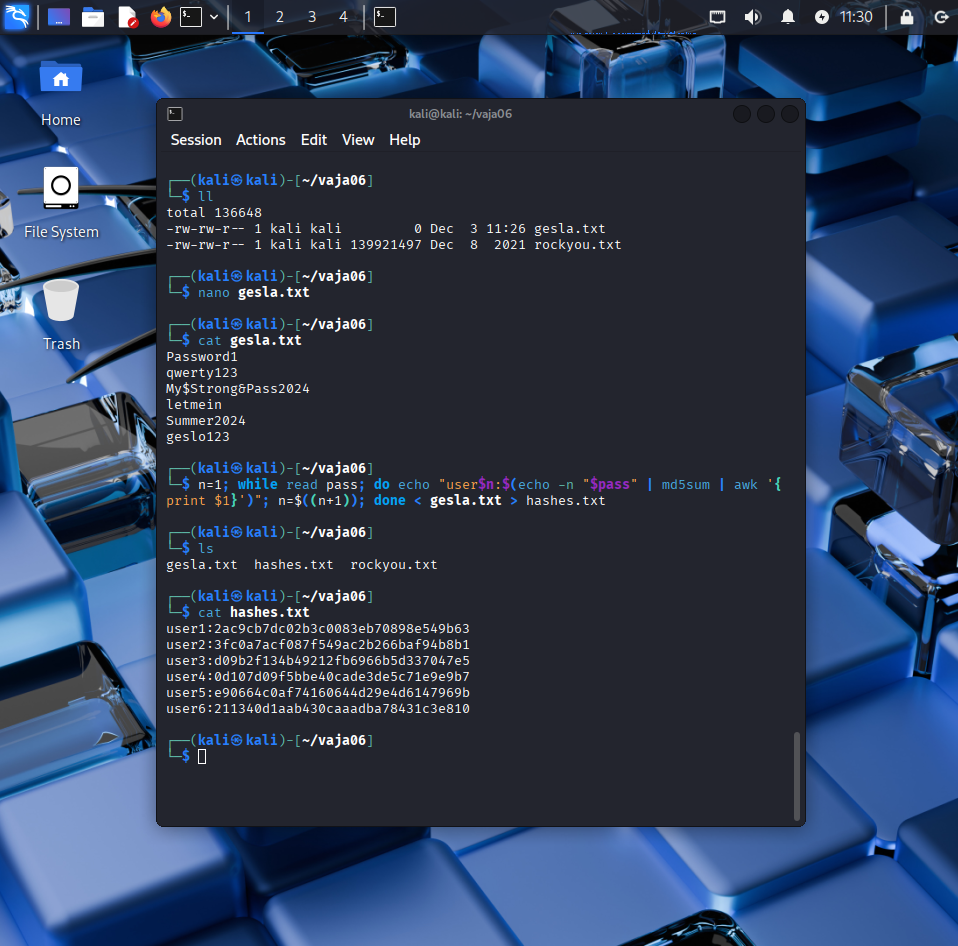 1 2 3 4 11:30
Home
File System
Trash
kali@kali: ~/vaja06
Session Actions Edit View Help
┌──(kali㉿kali)-[~/vaja06]
└─$ ll
total 136648
-rw-rw-r-- 1 kali kali         0 Dec  3 11:26 gesla.txt
-rw-rw-r-- 1 kali kali 139921497 Dec  8  2021 rockyou.txt
┌──(kali㉿kali)-[~/vaja06]
└─$ nano gesla.txt
┌──(kali㉿kali)-[~/vaja06]
└─$ cat gesla.txt
Password1
qwerty123
My$Strong&Pass2024
letmein
Summer2024
geslo123
┌──(kali㉿kali)-[~/vaja06]
└─$ n=1; while read pass; do echo "user$n:$(echo -n "$pass" | md5sum | awk '{
print $1}')"; n=$((n+1)); done < gesla.txt > hashes.txt
┌──(kali㉿kali)-[~/vaja06]
└─$ ls
gesla.txt  hashes.txt  rockyou.txt
┌──(kali㉿kali)-[~/vaja06]
└─$ cat hashes.txt
user1:2ac9cb7dc02b3c0083eb70898e549b63
user2:3fc0a7acf087f549ac2b266baf94b8b1
user3:d09b2f134b49212fb6966b5d337047e5
user4:0d107d09f5bbe40cade3de5c71e9e9b7
user5:e90664c0af74160644d29e4d6147969b
user6:211340d1aab430caaadba78431c3e810
┌──(kali㉿kali)-[~/vaja06]
└─$